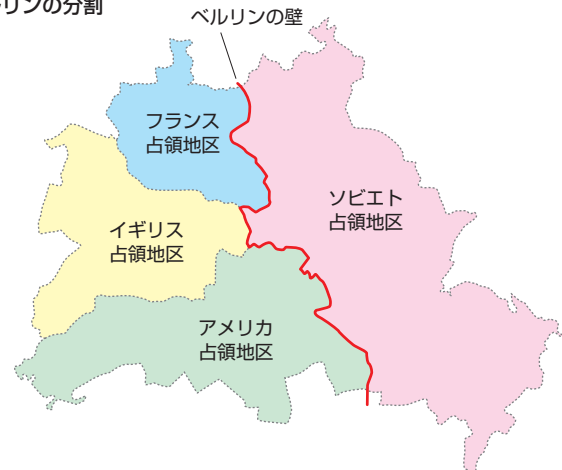 リンの分割
ベルリンの壁
フランス
占領地区
ソビエト
占領地区
イギリス
占領地区
アメリカ
占領地区